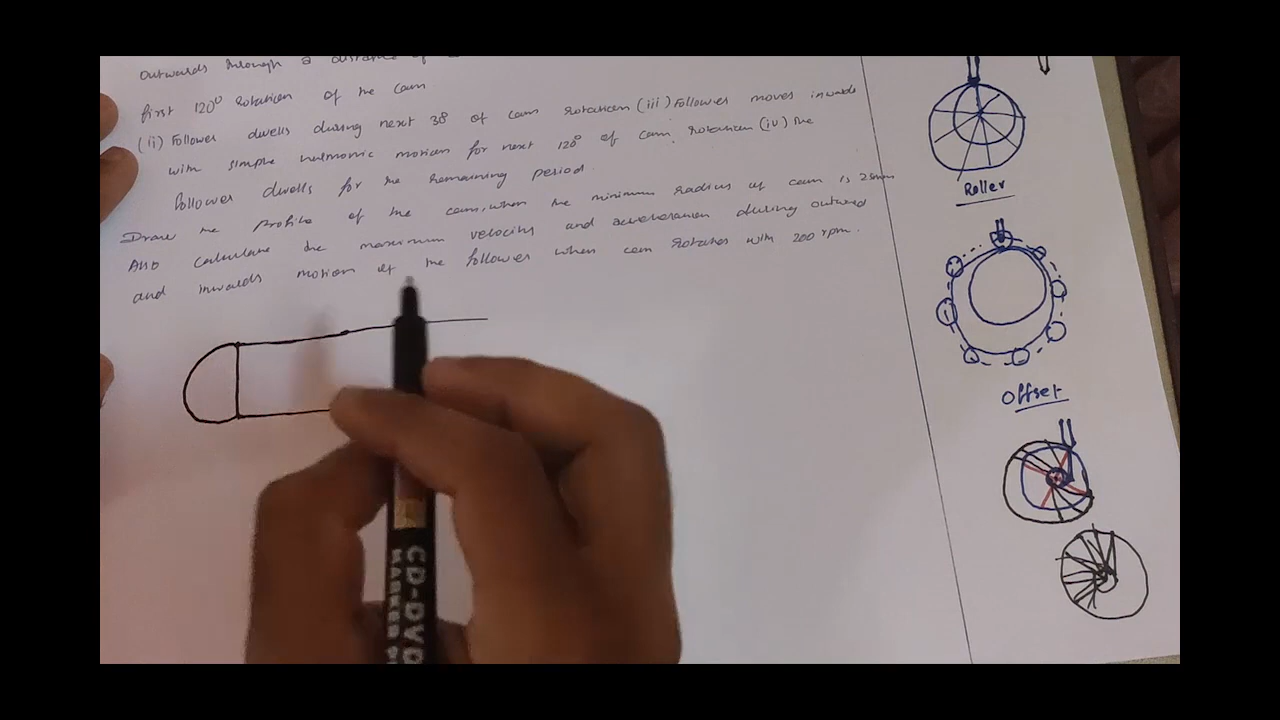 outwards through a distance of
first 120° rotation of the cam
(ii) Follower dwells during next 30° of cam rotation (iii) Follower moves inwards
with simple halmonic motion for next 120° of cam rotation (iv) the
follower dwells for the remaining period.
Draw the profile of the cam, when the minimum radius of cam is 25mm
Also calculate the maximum velocity and acceleration during outward
and inwards motion of the follower when cam rotates with 200 rpm.
Roller
Offset
CD-DVD
MARKER